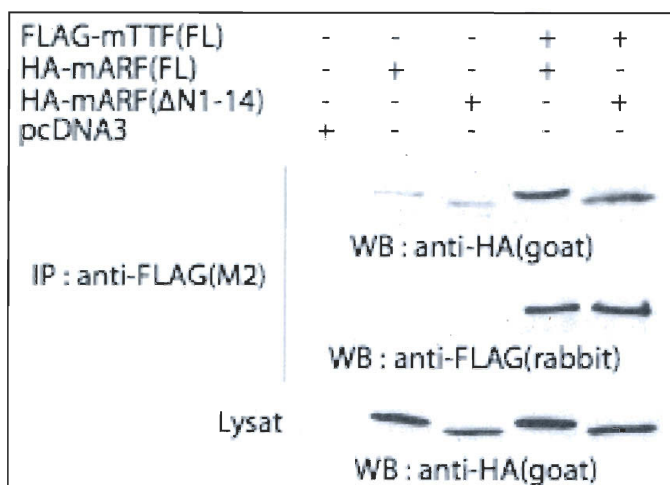 FLAG-mTTF(FL) - - - + +
HA-mARF(FL) - + - + -
HA-mARF(ΔN1-14) - - + - +
pcDNA3 + - - - -
WB : anti-HA(goat)
IP : anti-FLAG(M2)
WB : anti-FLAG(rabbit)
Lysat
WB : anti-HA(goat)